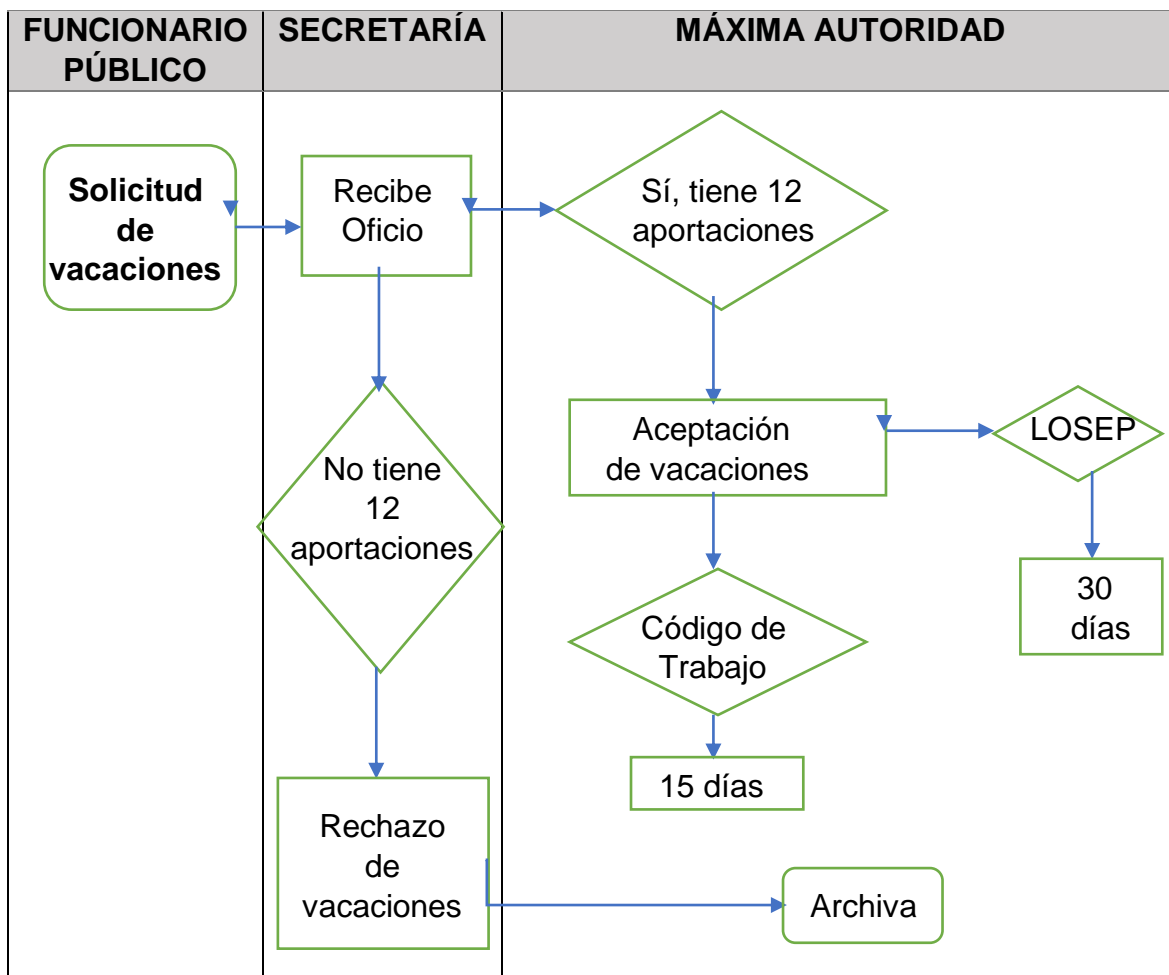 FUNCIONARIO
PÚBLICO
SECRETARÍA
MÁXIMA AUTORIDAD
Solicitud
de
vacaciones
Recibe
Oficio
Sí, tiene 12
aportaciones
Aceptación
de vacaciones
LOSEP
No tiene
12
aportaciones
30
días
Código de
Trabajo
15 días
Rechazo
de
vacaciones
Archiva